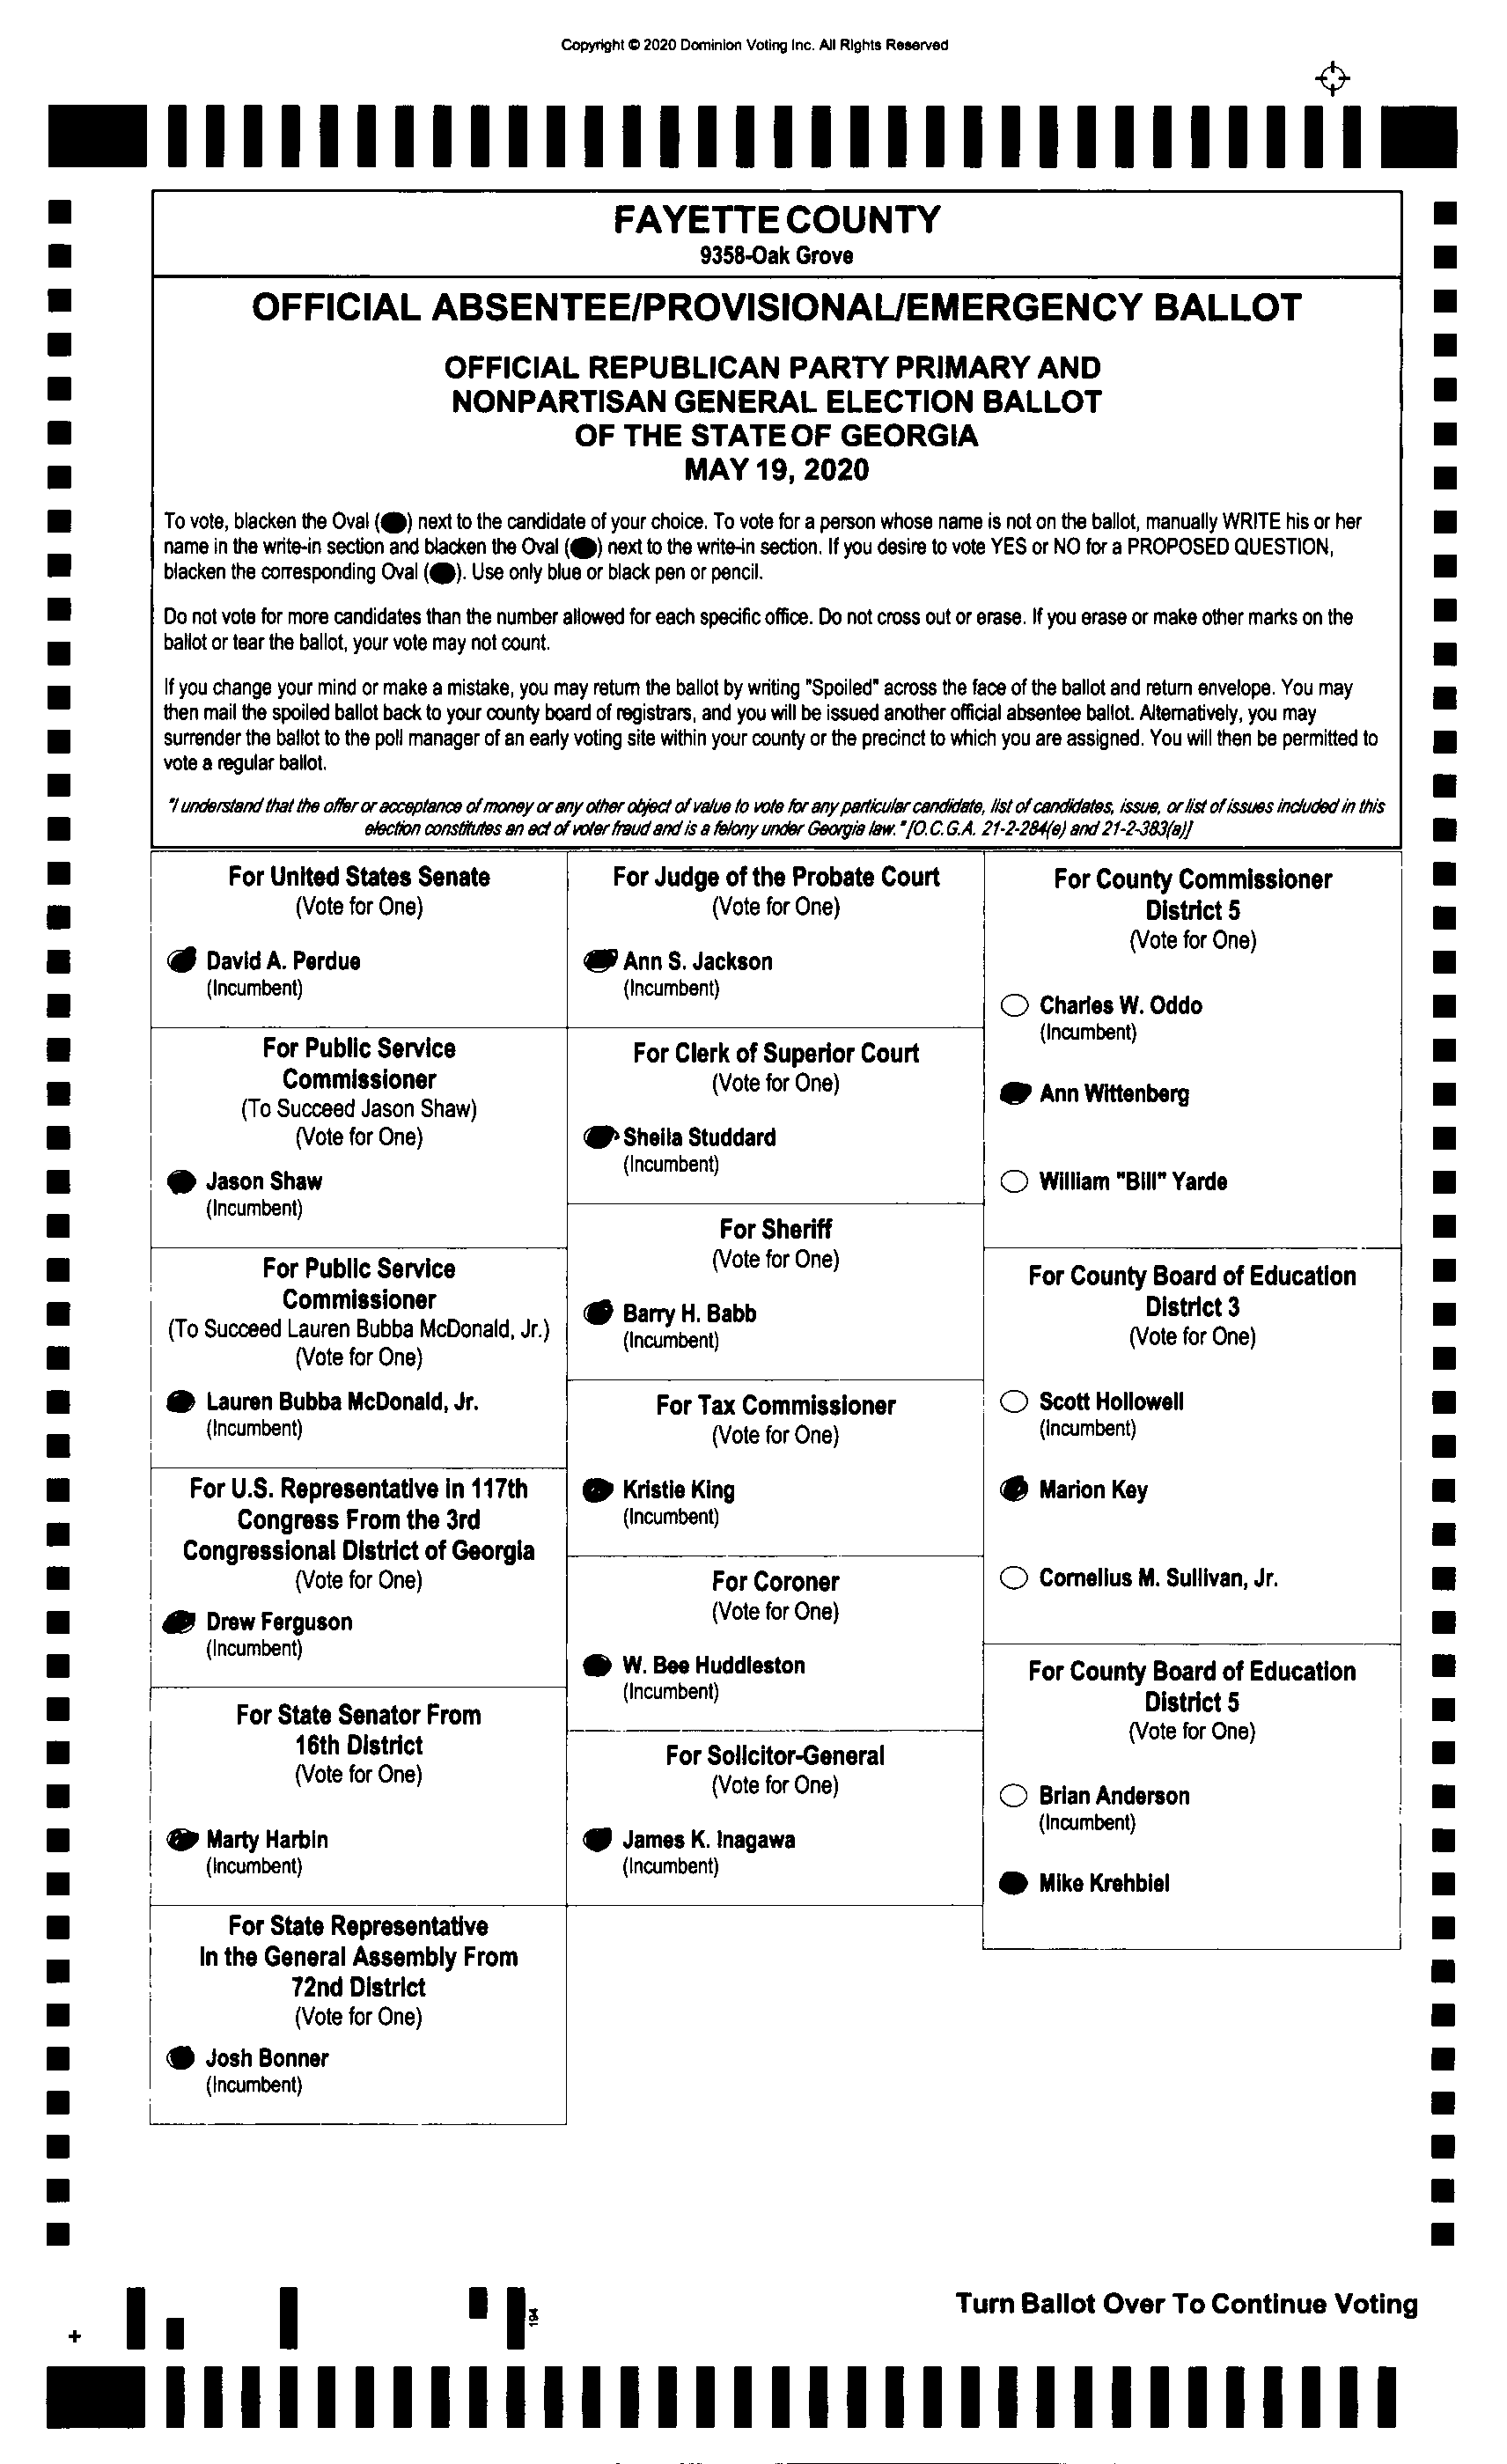 Copyright © 2020 Dominion Voting Inc. All Rights Reserved
FAYETTE COUNTY
9358-Oak Grove
OFFICIAL ABSENTEE/PROVISIONAL/EMERGENCY BALLOT
OFFICIAL REPUBLICAN PARTY PRIMARY AND
NONPARTISAN GENERAL ELECTION BALLOT
OF THE STATE OF GEORGIA
MAY 19, 2020
To vote, blacken the Oval ( ) next to the candidate of your choice. To vote for a person whose name is not on the ballot, manually WRITE his or her
name in the write-in section and blacken the Oval ( ) next to the write-in section. If you desire to vote YES or NO for a PROPOSED QUESTION,
blacken the corresponding Oval ( ). Use only blue or black pen or pencil.
Do not vote for more candidates than the number allowed for each specific office. Do not cross out or erase. If you erase or make other marks on the
ballot or tear the ballot, your vote may not count.
If you change your mind or make a mistake, you may return the ballot by writing "Spoiled" across the face of the ballot and return envelope. You may
then mail the spoiled ballot back to your county board of registrars, and you will be issued another official absentee ballot. Alternatively, you may
surrender the ballot to the poll manager of an early voting site within your county or the precinct to which you are assigned. You will then be permitted to
vote a regular ballot.
"I understand that the offer or acceptance of money or any other object of value to vote for any particular candidate, list of candidates, issue, or list of issues included in this
election constitutes an act of voter fraud and is a felony under Georgia law." [O.C.G.A. 21-2-284(e) and 21-2-383(a)]
For United States Senate
(Vote for One)
David A. Perdue
(Incumbent)
For Public Service
Commissioner
(To Succeed Jason Shaw)
(Vote for One)
Jason Shaw
(Incumbent)
For Public Service
Commissioner
(To Succeed Lauren Bubba McDonald, Jr.)
(Vote for One)
Lauren Bubba McDonald, Jr.
(Incumbent)
For U.S. Representative in 117th
Congress From the 3rd
Congressional District of Georgia
(Vote for One)
Drew Ferguson
(Incumbent)
For State Senator From
16th District
(Vote for One)
Marty Harbin
(Incumbent)
For State Representative
In the General Assembly From
72nd District
(Vote for One)
Josh Bonner
(Incumbent)
For Judge of the Probate Court
(Vote for One)
Ann S. Jackson
(Incumbent)
For Clerk of Superior Court
(Vote for One)
Sheila Studdard
(Incumbent)
For Sheriff
(Vote for One)
Barry H. Babb
(Incumbent)
For Tax Commissioner
(Vote for One)
Kristie King
(Incumbent)
For Coroner
(Vote for One)
W. Bee Huddleston
(Incumbent)
For Solicitor-General
(Vote for One)
James K. Inagawa
(Incumbent)
For County Commissioner
District 5
(Vote for One)
Charles W. Oddo
(Incumbent)
Ann Wittenberg
William "Bill" Yarde
For County Board of Education
District 3
(Vote for One)
Scott Hollowell
(Incumbent)
Marion Key
Cornelius M. Sullivan, Jr.
For County Board of Education
District 5
(Vote for One)
Brian Anderson
(Incumbent)
Mike Krehbiel
Turn Ballot Over To Continue Voting
194